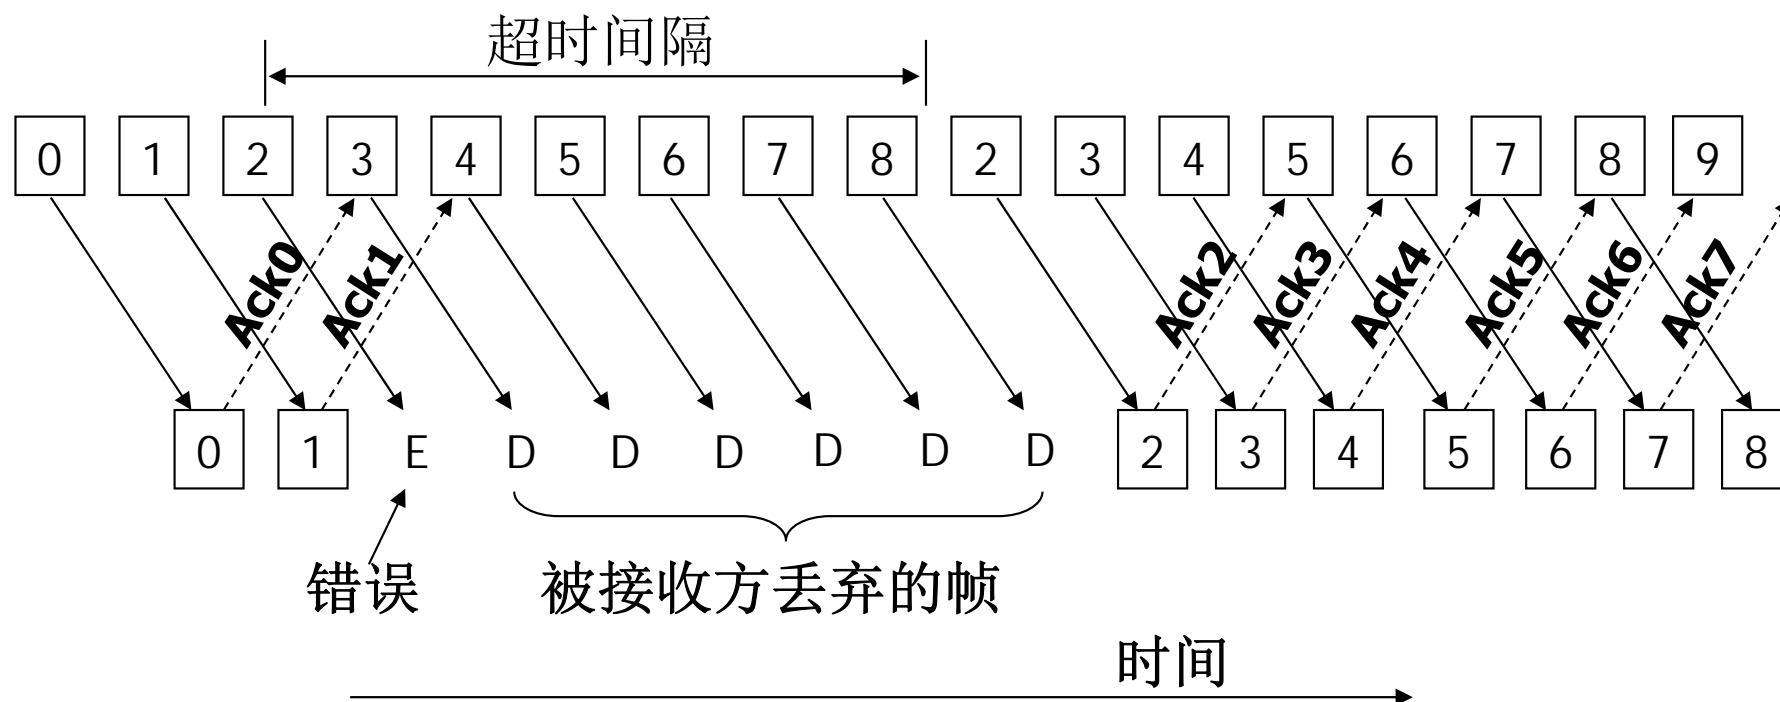 超时间隔
0 1 2 3 4 5 6 7 8 2 3 4 5 6 7 8 9
Ack0 Ack1 Ack2 Ack3 Ack4 Ack5 Ack6 Ack7
0 1 E D D D D D D 2 3 4 5 6 7 8
错误 被接收方丢弃的帧
时间